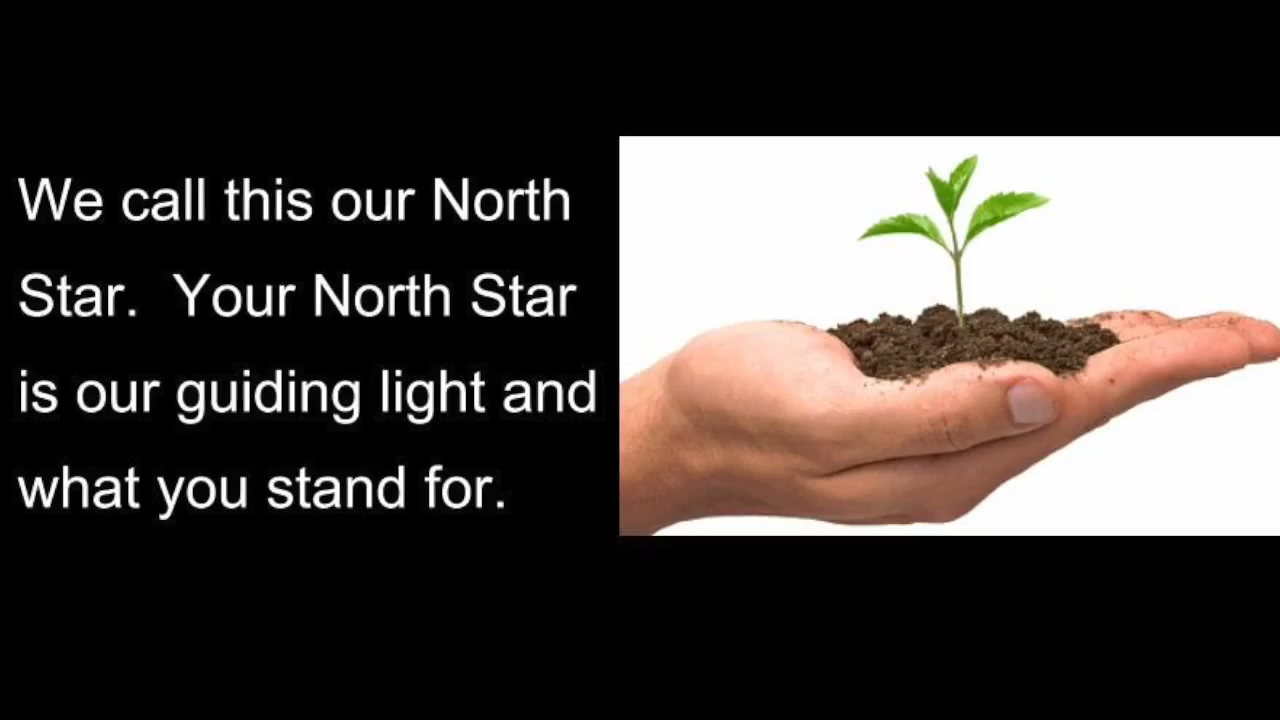 We call this our North
Star.  Your North Star
is our guiding light and
what you stand for.